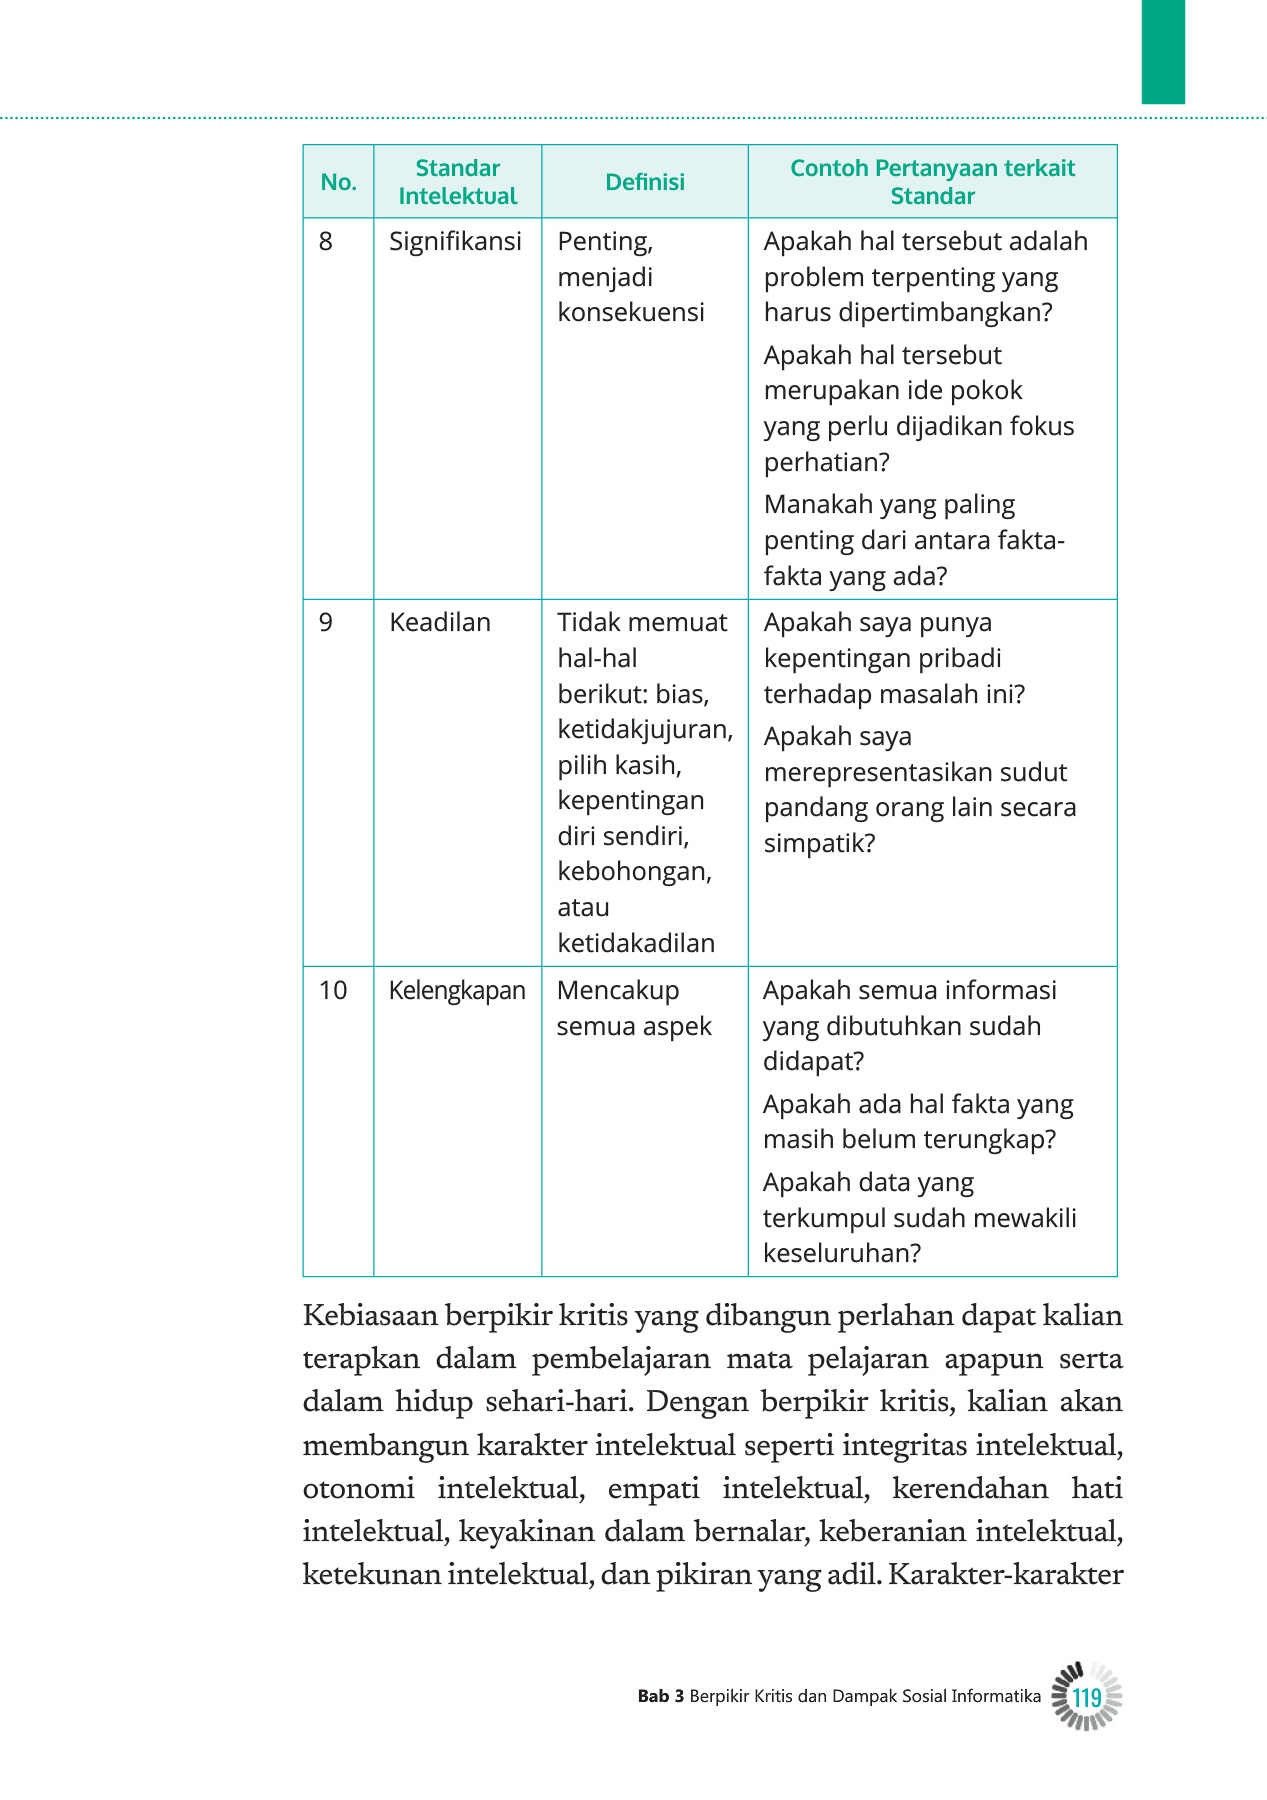 No.
Standar
Intelektual
Definisi
Contoh Pertanyaan terkait
Standar
8
Signifikansi
Penting,
menjadi
konsekuensi
Apakah hal tersebut adalah
problem terpenting yang
harus dipertimbangkan?
Apakah hal tersebut
merupakan ide pokok
yang perlu dijadikan fokus
perhatian?
Manakah yang paling
penting dari antara fakta-
fakta yang ada?
9
Keadilan
Tidak memuat
hal-hal
berikut: bias,
ketidakjujuran,
pilih kasih,
kepentingan
diri sendiri,
kebohongan,
atau
ketidakadilan
Apakah saya punya
kepentingan pribadi
terhadap masalah ini?
Apakah saya
merepresentasikan sudut
pandang orang lain secara
simpatik?
10
Kelengkapan
Mencakup
semua aspek
Apakah semua informasi
yang dibutuhkan sudah
didapat?
Apakah ada hal fakta yang
masih belum terungkap?
Apakah data yang
terkumpul sudah mewakili
keseluruhan?
Kebiasaan berpikir kritis yang dibangun perlahan dapat kalian
terapkan dalam pembelajaran mata pelajaran apapun serta
dalam hidup sehari-hari. Dengan berpikir kritis, kalian akan
membangun karakter intelektual seperti integritas intelektual,
otonomi intelektual, empati intelektual, kerendahan hati
intelektual, keyakinan dalam bernalar, keberanian intelektual,
ketekunan intelektual, dan pikiran yang adil. Karakter-karakter
Bab 3 Berpikir Kritis dan Dampak Sosial Informatika
119